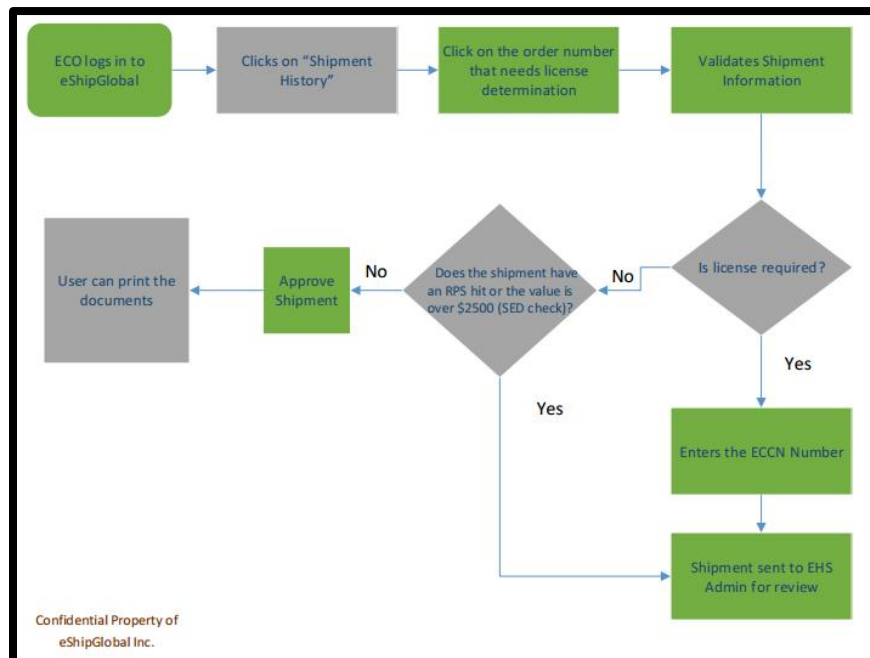 ECO logs in to
eShipGlobal
Clicks on "Shipment
History"
Click on the order number
that needs license
determination
Validates Shipment
Information
User can print the
documents
Approve
Shipment
No
Does the shipment have
an RPS hit or the value is
over $2500 (SED check)?
No
Is license required?
Yes
Yes
Enters the ECCN Number
Shipment sent to EHS
Admin for review
Confidential Property of
eShipGlobal Inc.